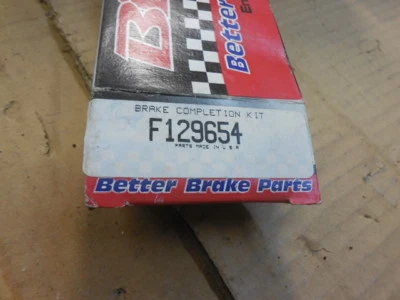 Better
BRAKE COMPLETION KIT
F129654
PARTS MADE IN U.S.A
Better Brake Parts